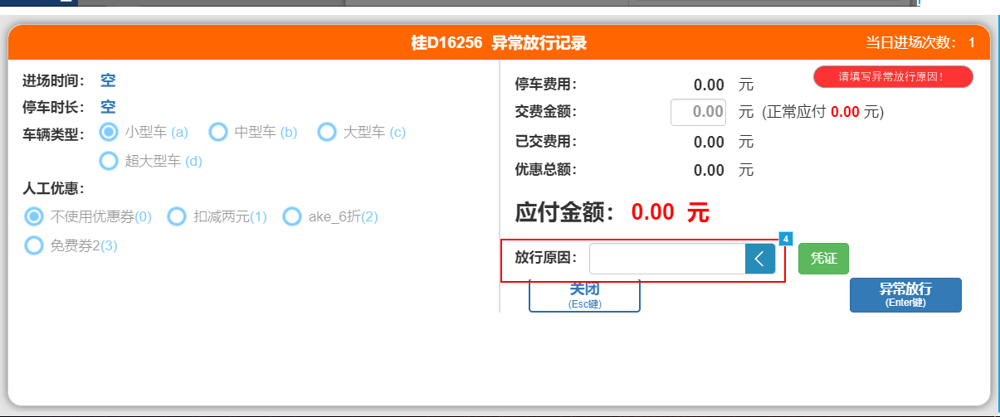 桂D16256 异常放行记录
当日进场次数: 1
进场时间: 空
停车时长: 空
车辆类型: 小型车 (a) 中型车 (b) 大型车 (c)
超大型车 (d)
人工优惠:
不使用优惠券(0) 扣减两元(1) ake_6折(2)
免费券2(3)
停车费用: 0.00 元
请填写异常放行原因!
交费金额: 0.00 元 (正常应付 0.00 元)
已交费用: 0.00 元
优惠总额: 0.00 元
应付金额: 0.00 元
4
放行原因:
凭证
关闭
(Esc键)
异常放行
(Enter键)